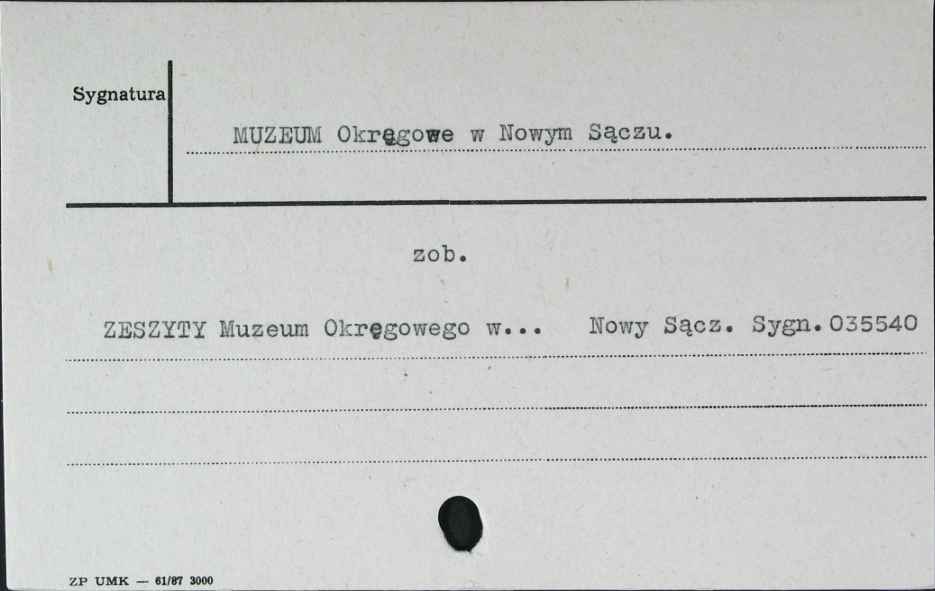 Sygnatura
MUZEUM Okręgowe w Nowym Sączu.
zob.
ZESZYTY Muzeum Okręgowego w... Nowy Sącz. Sygn. 035540
ZP UMK — 61/87 3000